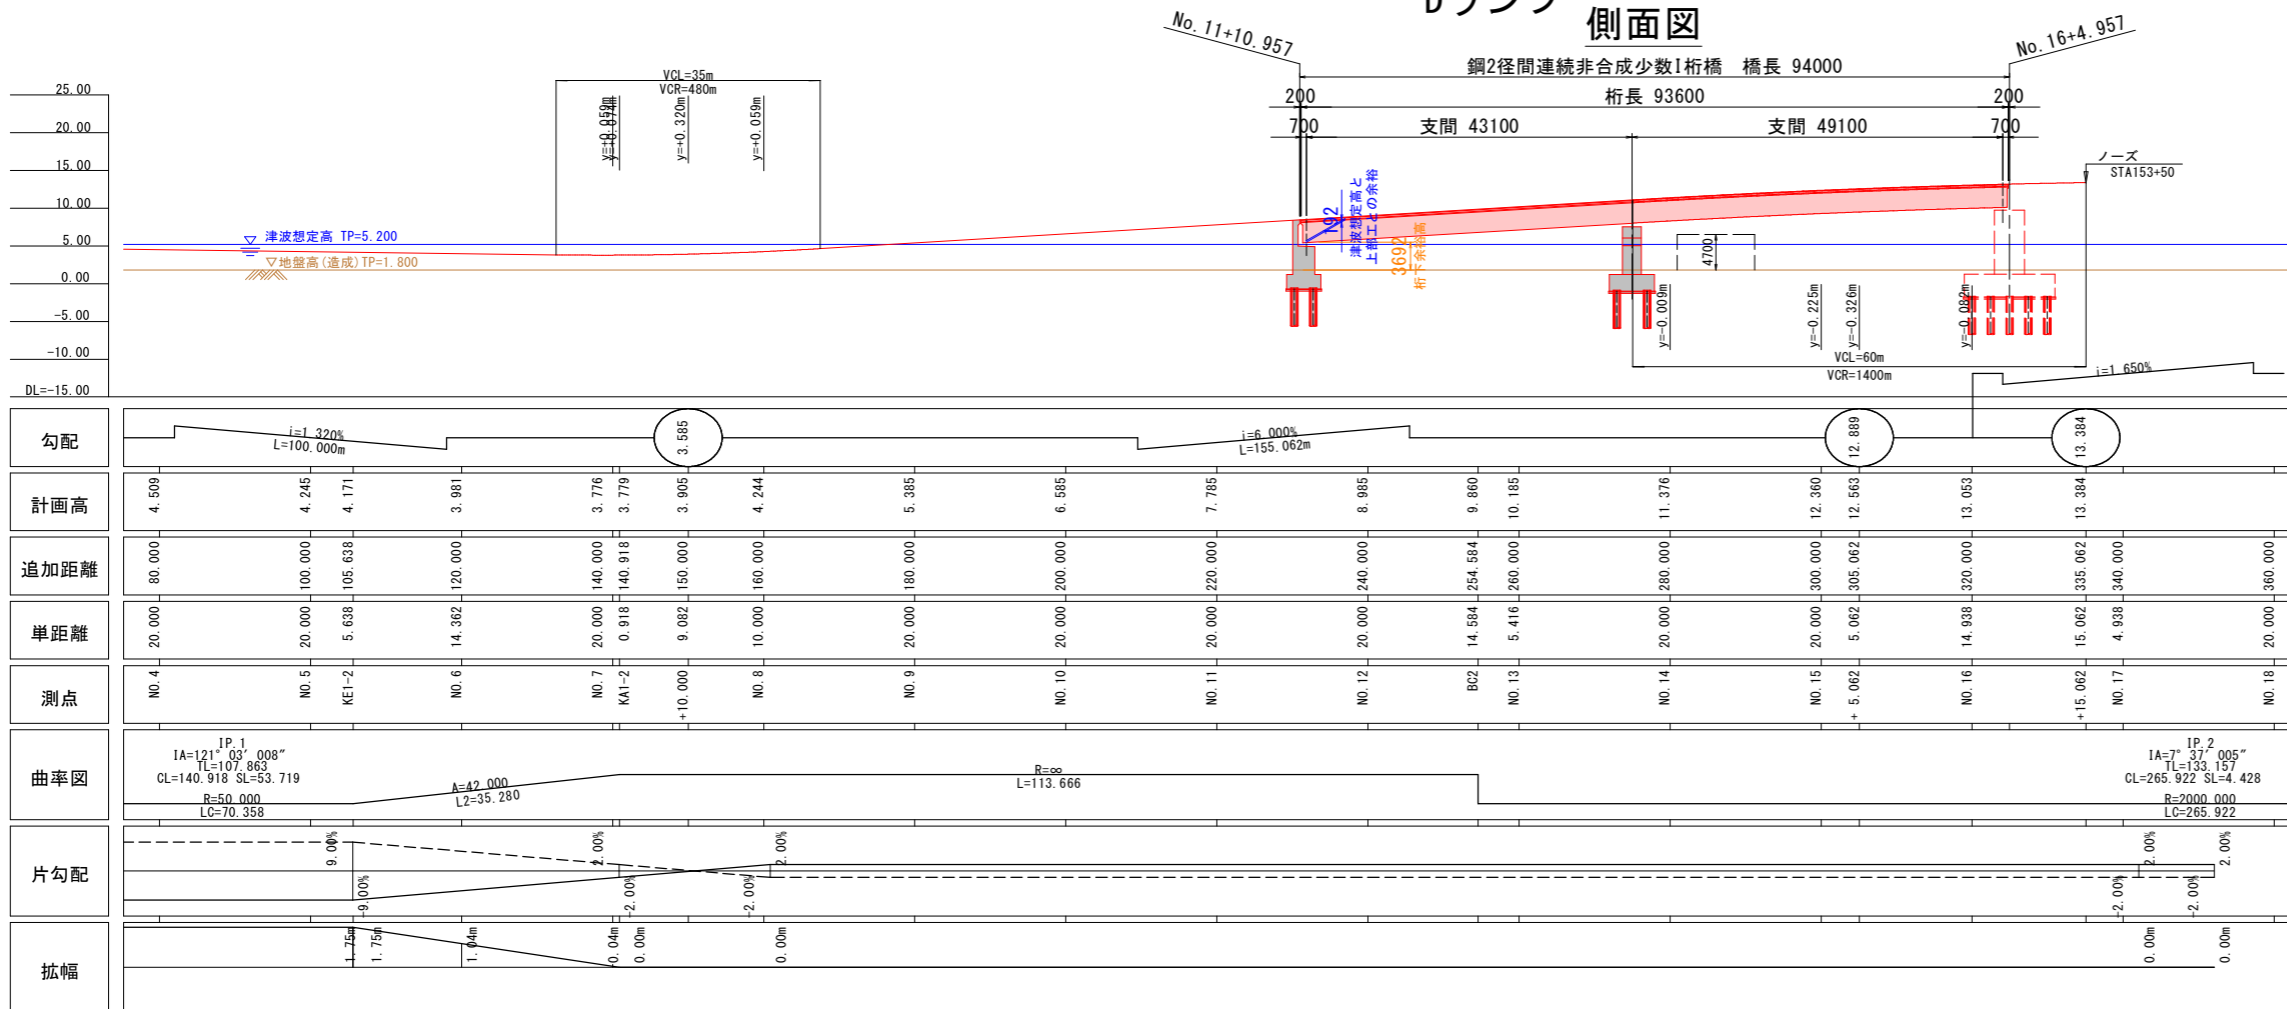 Dランプ
側面図
No.11+10.957
No.16+4.957
鋼2径間連続非合成少数I桁橋 橋長 94000
200 桁長 93600 200
700 支間 43100 支間 49100 700
VCL=35m
VCR=480m
y=+0.059m
y=+0.074m
y=+0.320m
y=+0.059m
25.00
20.00
15.00
10.00
5.00
0.00
-5.00
-10.00
DL=-15.00
津波想定高 TP=5.200
地盤高(造成)TP=1.800
192
津波想定高と
上部工との余裕
3692
桁下余裕高
4700
ノーズ
STA153+50
y=-0.009m
y=-0.225m
y=-0.326m
y=-0.082m
VCL=60m
VCR=1400m
i=1.650%
勾配
i=1.320%
L=100.000m
3.585
i=6.000%
L=155.062m
12.889
13.384
計画高
4.509 4.245 4.171 3.981 3.776 3.779 3.905 4.244 5.385 6.585 7.785 8.985 9.860 10.185 11.376 12.360 12.563 13.053 13.384
追加距離
80.000 100.000 105.638 120.000 140.000 140.918 150.000 160.000 180.000 200.000 220.000 240.000 254.584 260.000 280.000 300.000 305.062 320.000 335.062 340.000 360.000
単距離
20.000 20.000 5.638 14.362 20.000 0.918 9.082 10.000 20.000 20.000 20.000 20.000 14.584 5.416 20.000 20.000 5.062 14.938 15.062 4.938 20.000
測点
NO.4 NO.5 KE1-2 NO.6 NO.7 KA1-2 +10.000 NO.8 NO.9 NO.10 NO.11 NO.12 BC2 NO.13 NO.14 NO.15 + 5.062 NO.16 +15.062 NO.17 NO.18
曲率図
IP.1
IA=121° 03′ 008″
TL=107.863
CL=140.918 SL=53.719
R=50.000
LC=70.358
A=42.000
L2=35.280
R=∞
L=113.666
IP.2
IA=7° 37′ 005″
TL=133.157
CL=265.922 SL=4.428
R=2000.000
LC=265.922
片勾配
9.00% -9.00% 2.00% -2.00% 2.00% -2.00% 2.00% -2.00% 2.00% -2.00%
拡幅
1.75m 1.75m 1.04m 0.04m 0.00m 0.00m 0.00m 0.00m